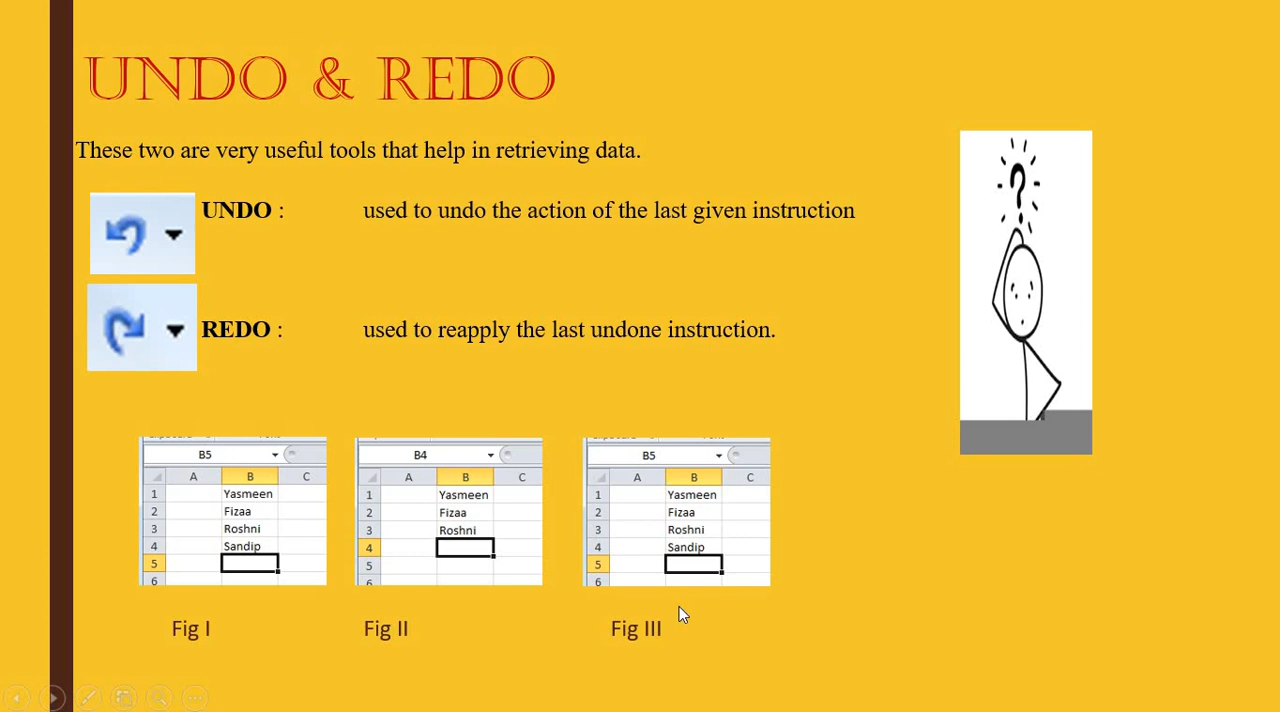 UNDO & REDO
These two are very useful tools that help in retrieving data.
UNDO : used to undo the action of the last given instruction
REDO : used to reapply the last undone instruction.
?
B5
A B C
1 Yasmeen
2 Fizaa
3 Roshni
4 Sandip
5
6
B4
A B C
1 Yasmeen
2 Fizaa
3 Roshni
4
5
6
B5
A B C
1 Yasmeen
2 Fizaa
3 Roshni
4 Sandip
5
6
Fig I
Fig II
Fig III